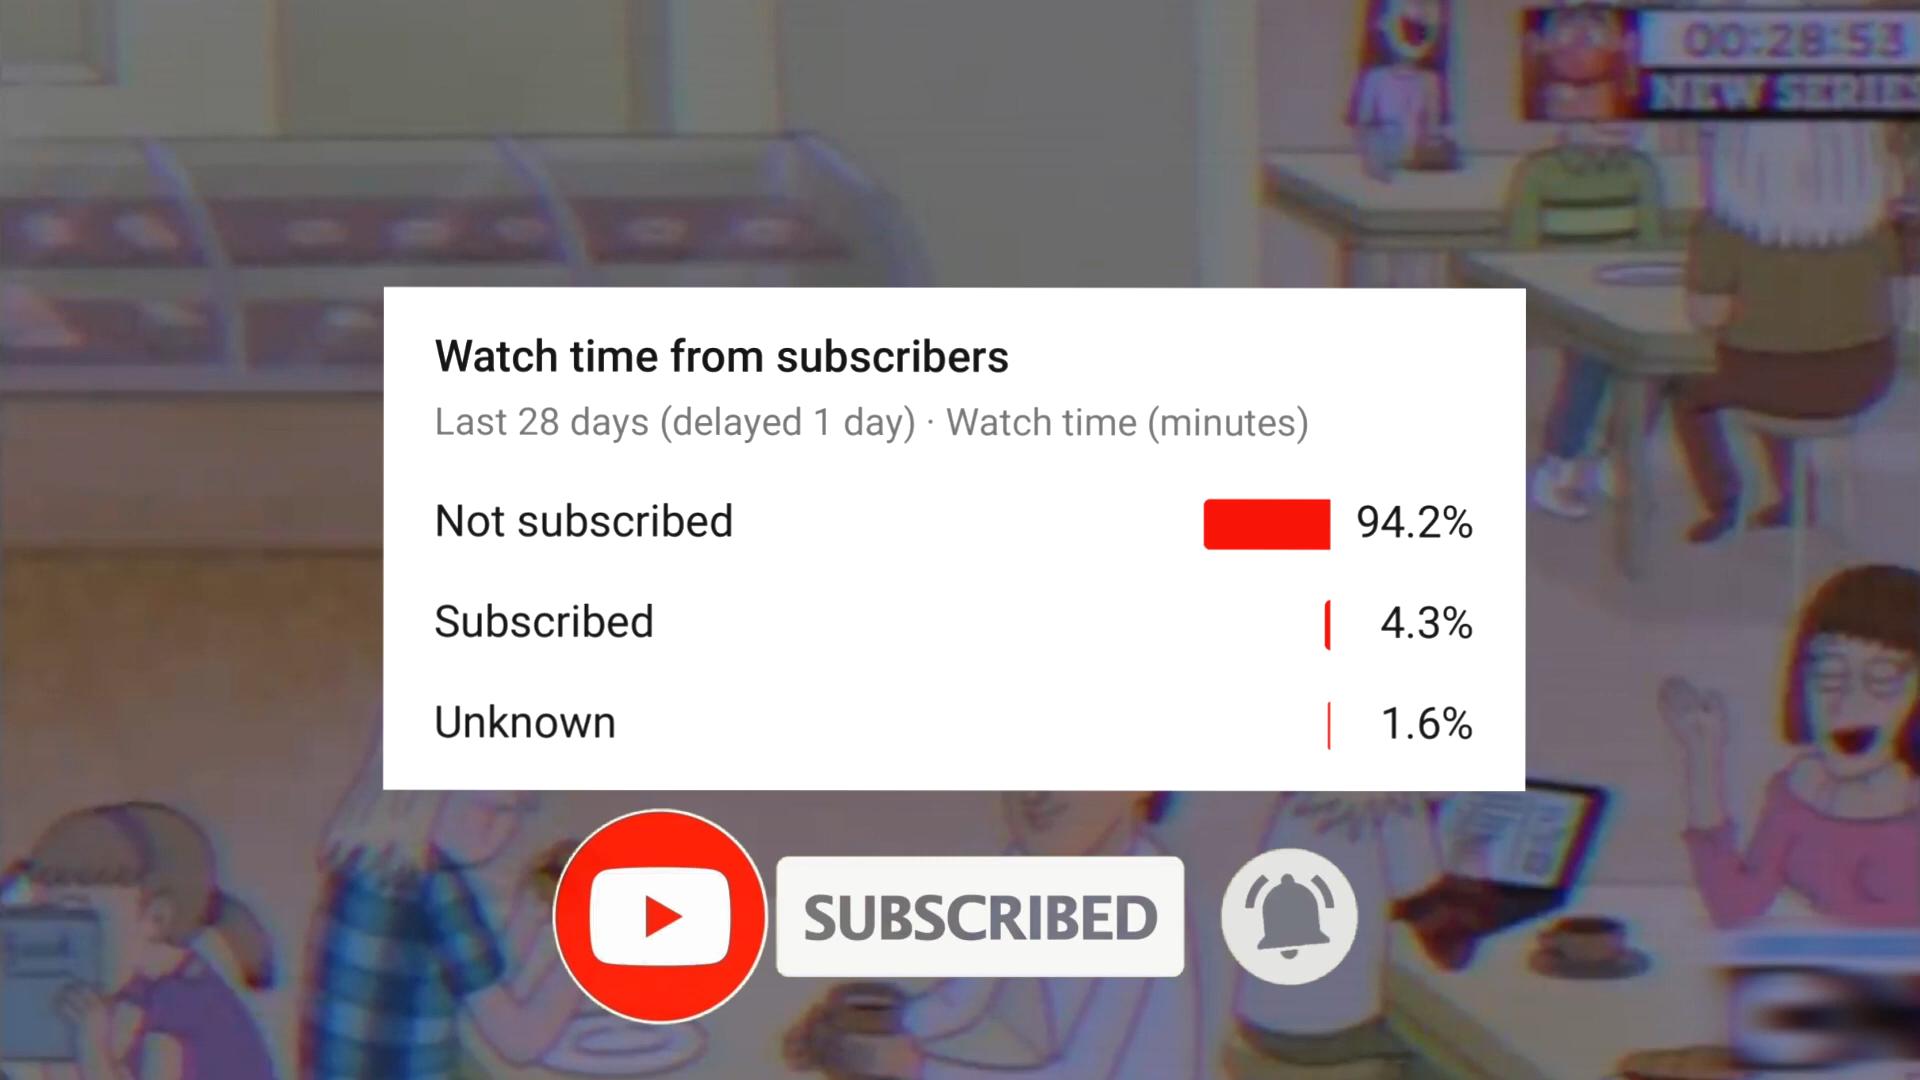 00:28:53
NEW SERIES
Watch time from subscribers
Last 28 days (delayed 1 day) · Watch time (minutes)
Not subscribed 94.2%
Subscribed 4.3%
Unknown 1.6%
SUBSCRIBED